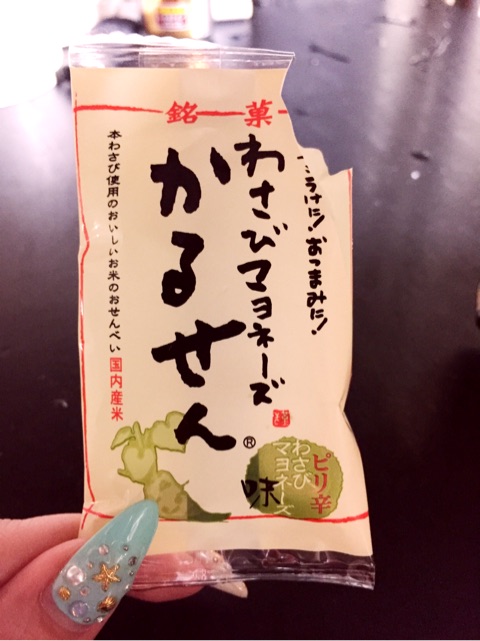 銘菓
うけに!おつまみに!
わさびマヨネーズ
かるせん®
味
本わさび使用のおいしいお米のおせんべい 国内産米
ピリ辛
わさび
マヨネーズ